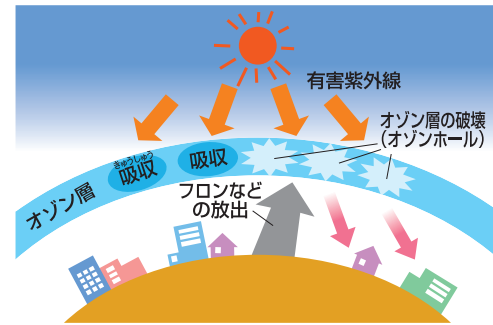 有害紫外線
オゾン層の破壊
(オゾンホール)
きゅうしゅう
吸収
吸収
オゾン層
フロンなど
の放出